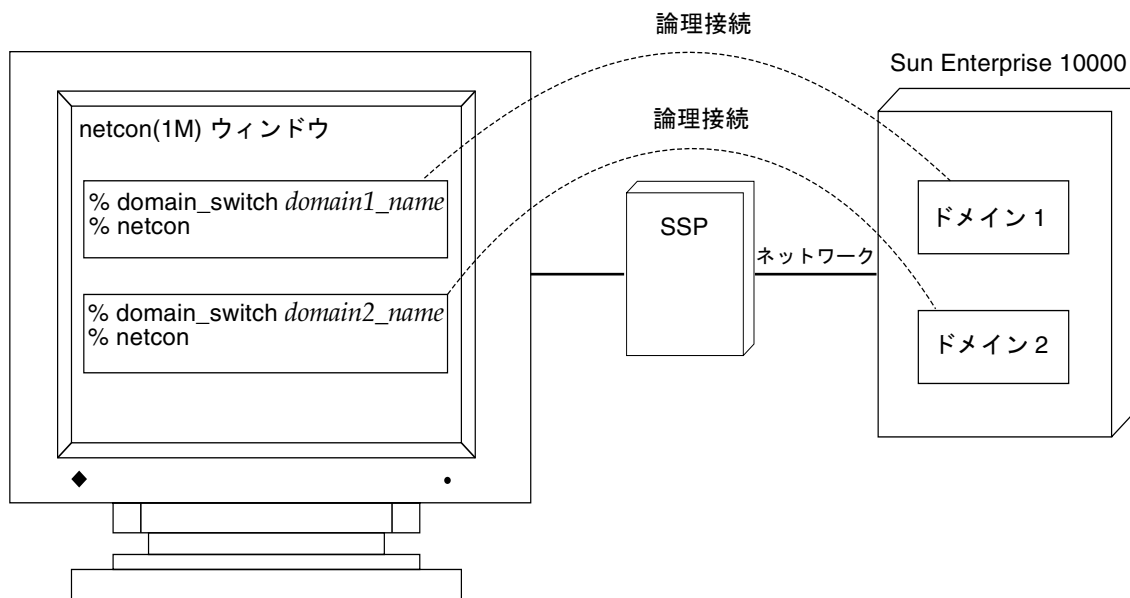 論理接続
Sun Enterprise 10000
netcon(1M) ウィンドウ
論理接続
% domain_switch domain1_name
% netcon
SSP
ドメイン 1
ネットワーク
% domain_switch domain2_name
% netcon
ドメイン 2